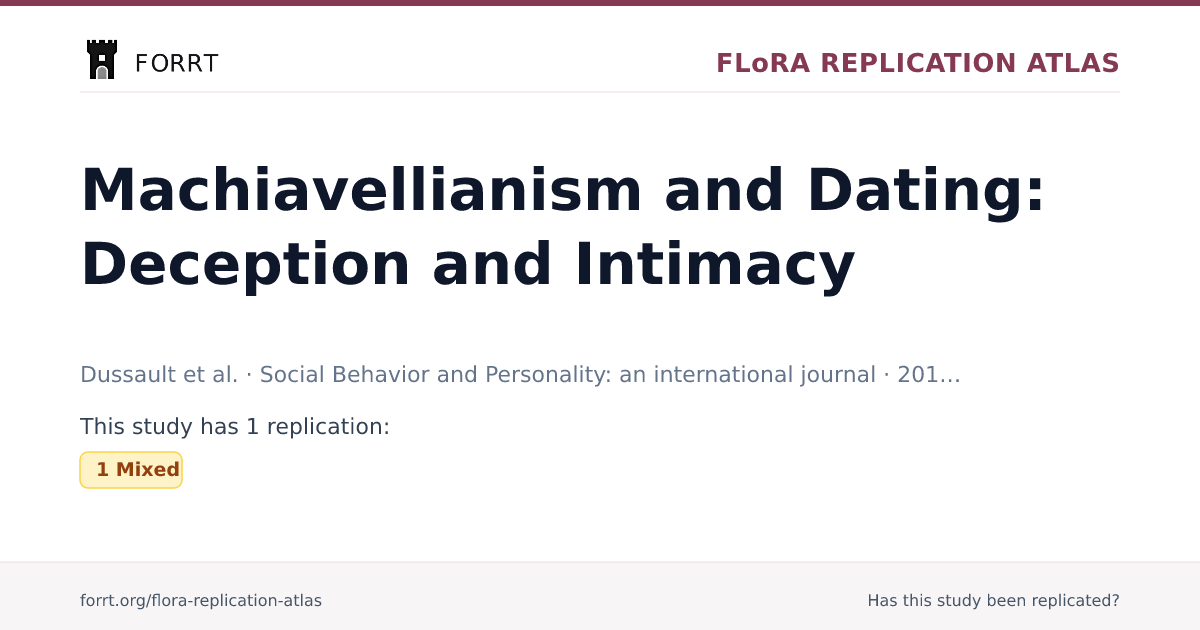 FORRT
FLoRA REPLICATION ATLAS
Machiavellianism and Dating:
Deception and Intimacy
Dussault et al. · Social Behavior and Personality: an international journal · 201…
This study has 1 replication:
1 Mixed
forrt.org/flora-replication-atlas
Has this study been replicated?